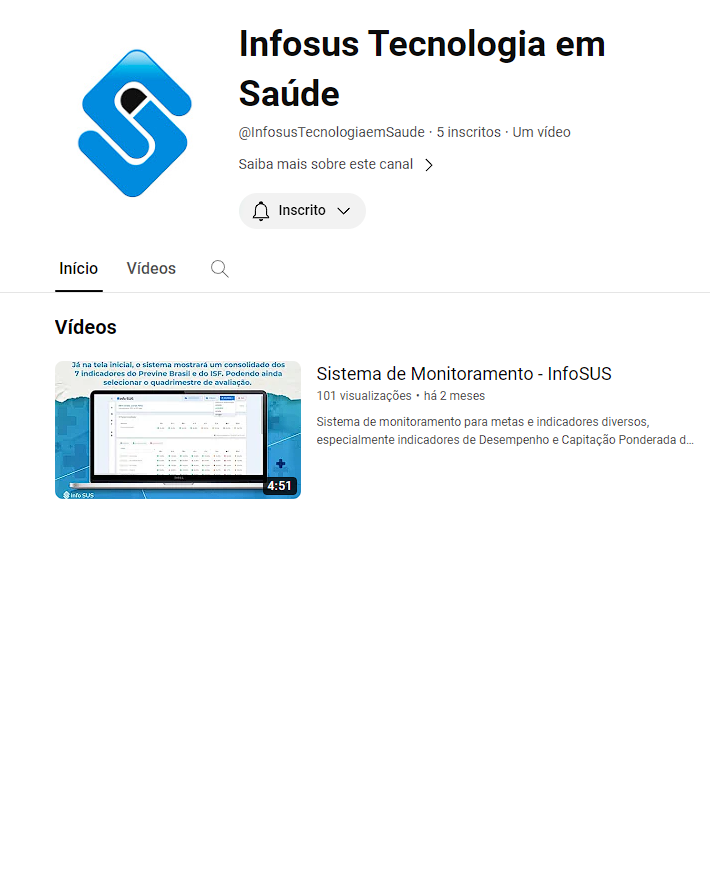 Infosus Tecnologia em
Saúde
@InfosusTecnologiaemSaude · 5 inscritos · Um vídeo
Saiba mais sobre este canal
Inscrito
Início
Vídeos
Vídeos
Já na tela inicial, o sistema mostrará um consolidado dos
7 indicadores do Previne Brasil e do ISF. Podendo ainda
selecionar o quadrimestre de avaliação.
Info SUS
4:51
Sistema de Monitoramento - InfoSUS
101 visualizações • há 2 meses
Sistema de monitoramento para metas e indicadores diversos,
especialmente indicadores de Desempenho e Capitação Ponderada d...